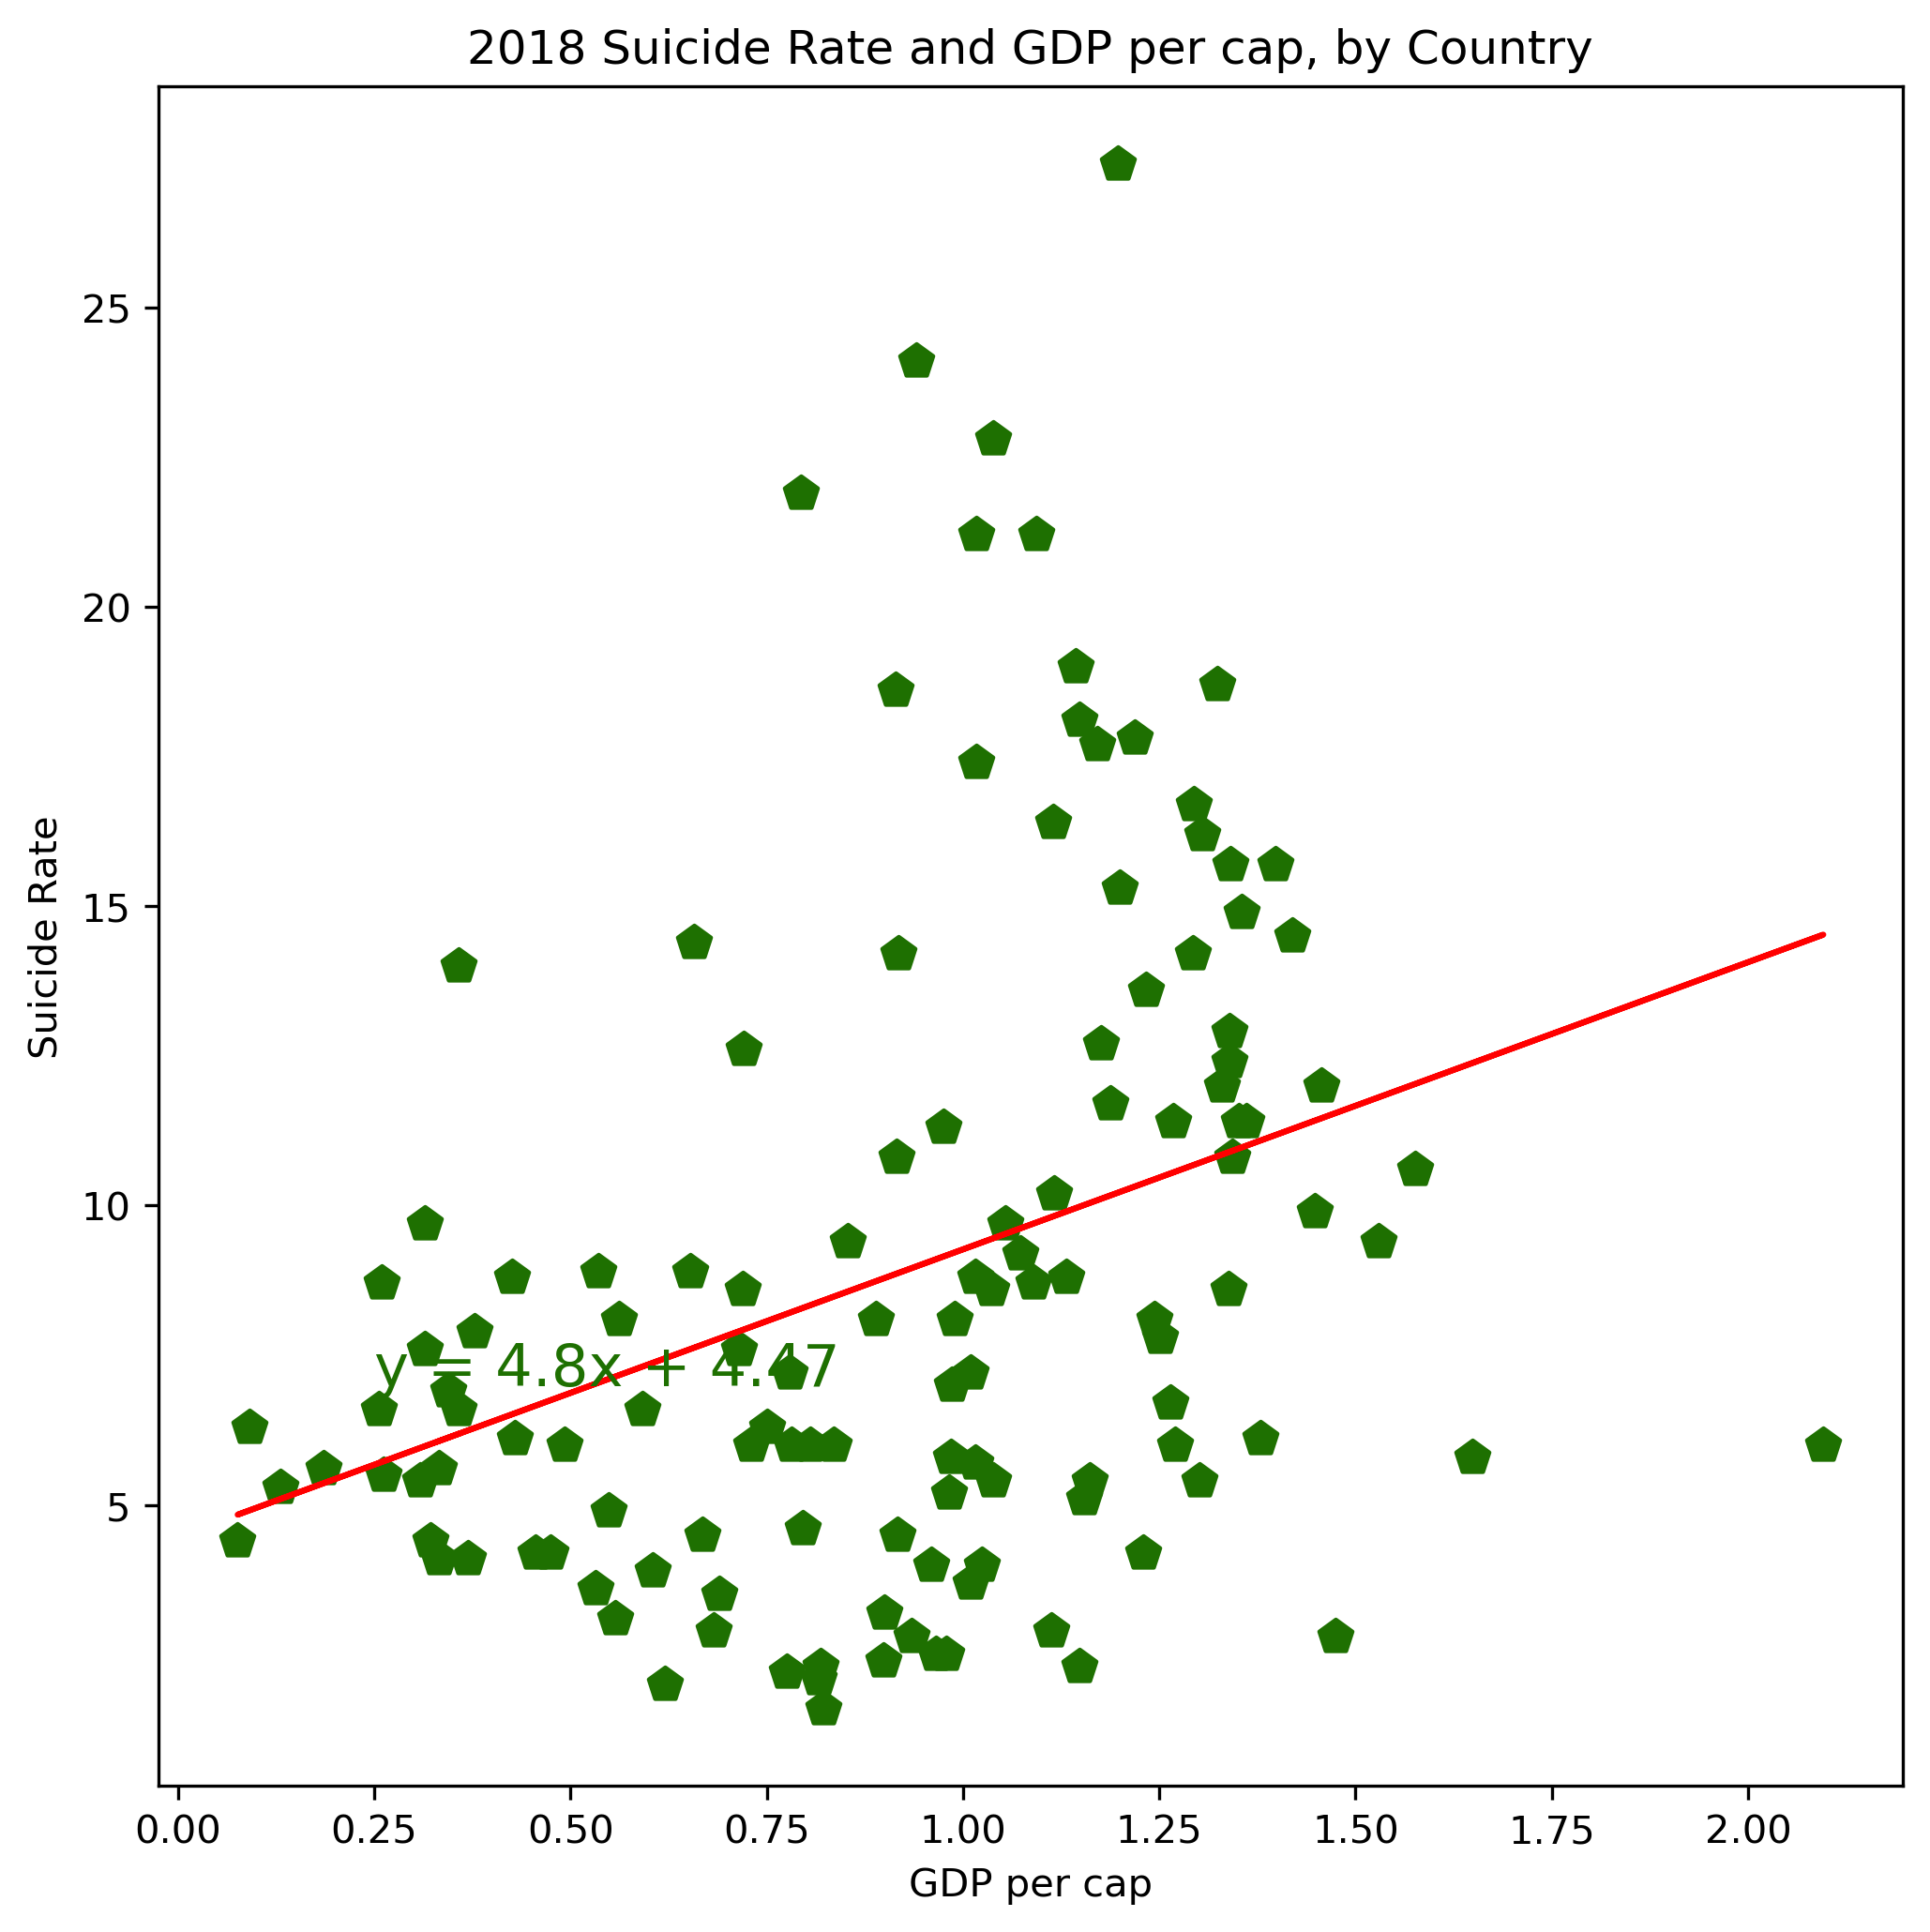 2018 Suicide Rate and GDP per cap, by Country
25
20
15
10
5
Suicide Rate
y = 4.8x + 4.47
0.00 0.25 0.50 0.75 1.00 1.25 1.50 1.75 2.00
GDP per cap